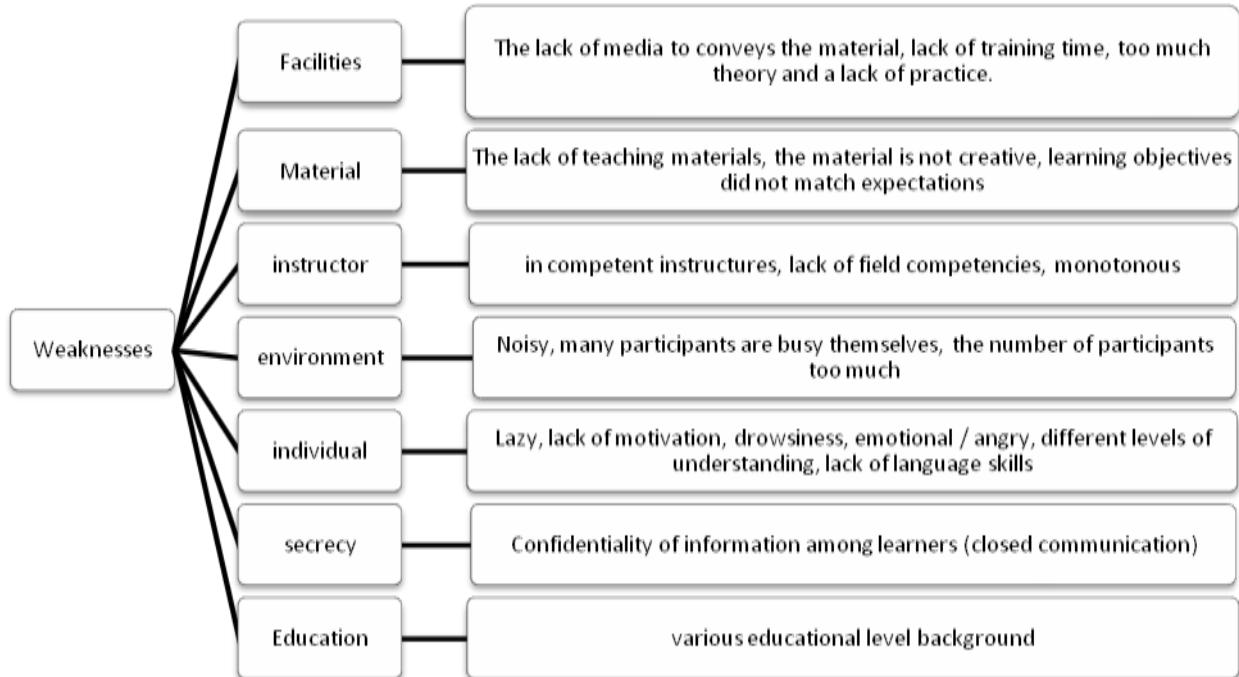 Weaknesses
Facilities
The lack of media to conveys the material, lack of training time, too much
theory and a lack of practice.
Material
The lack of teaching materials, the material is not creative, learning objectives
did not match expectations
instructor
in competent instructures, lack of field competencies, monotonous
environment
Noisy, many participants are busy themselves, the number of participants
too much
individual
Lazy, lack of motivation, drowsiness, emotional / angry, different levels of
understanding, lack of language skills
secrecy
Confidentiality of information among learners (closed communication)
Education
various educational level background